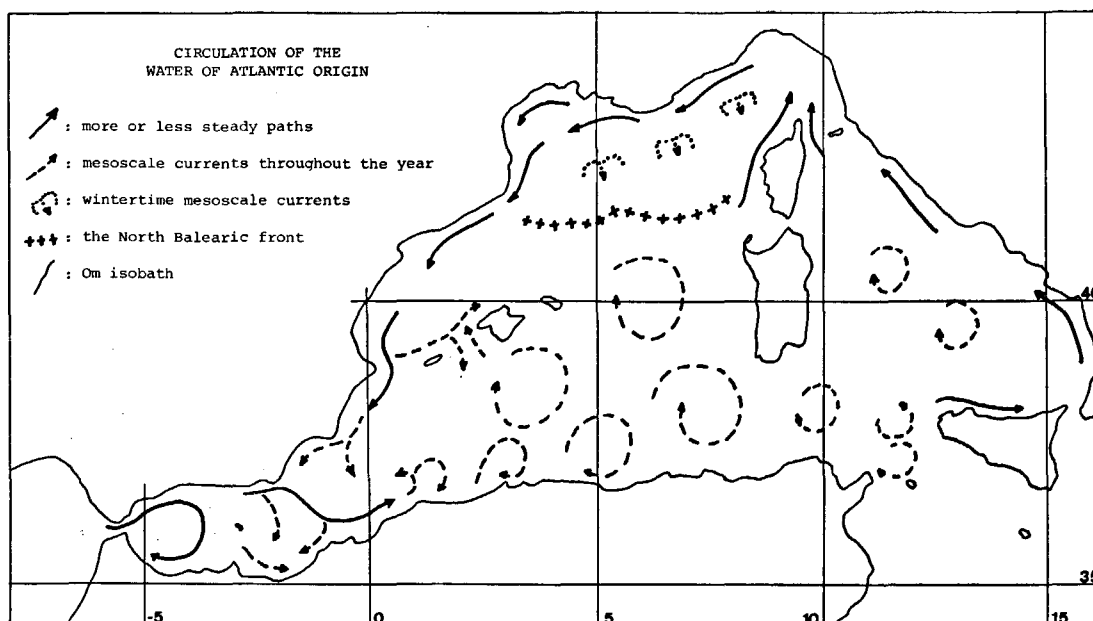 CIRCULATION OF THE
WATER OF ATLANTIC ORIGIN
: more or less steady paths
: mesoscale currents throughout the year
: wintertime mesoscale currents
: the North Balearic front
: Om isobath
40
35
-5
0
5
10
15